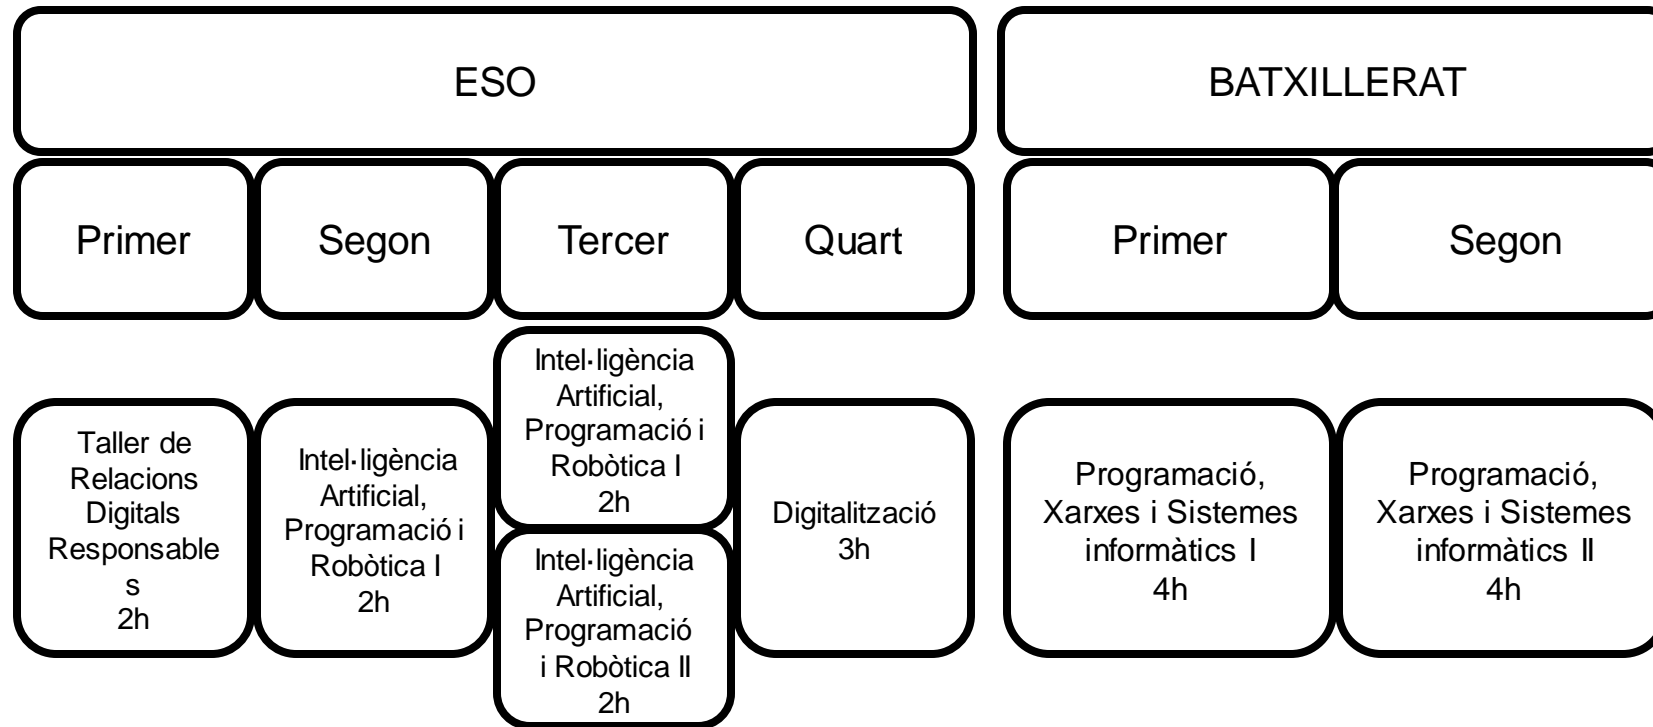 ESO
BATXILLERAT
Primer
Segon
Tercer
Quart
Primer
Segon
Taller de
Relacions
Digitals
Responsable
s
2h
Intel·ligència
Artificial,
Programació i
Robòtica I
2h
Intel·ligència
Artificial,
Programació i
Robòtica I
2h
Intel·ligència
Artificial,
Programació
i Robòtica II
2h
Digitalització
3h
Programació,
Xarxes i Sistemes
informàtics I
4h
Programació,
Xarxes i Sistemes
informàtics II
4h